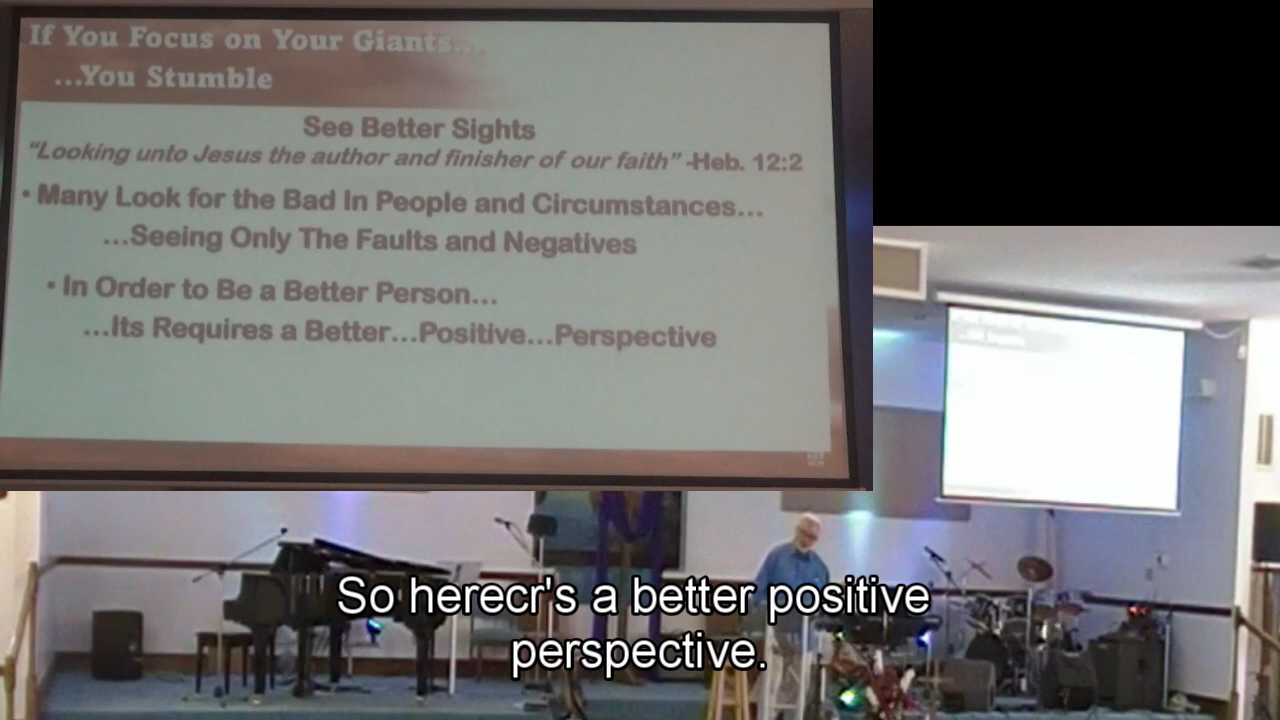 If You Focus on Your Giants...
...You Stumble
See Better Sights
"Looking unto Jesus the author and finisher of our faith" -Heb. 12:2
• Many Look for the Bad In People and Circumstances...
...Seeing Only The Faults and Negatives
• In Order to Be a Better Person...
...Its Requires a Better...Positive...Perspective
So herecr's a better positive
perspective.